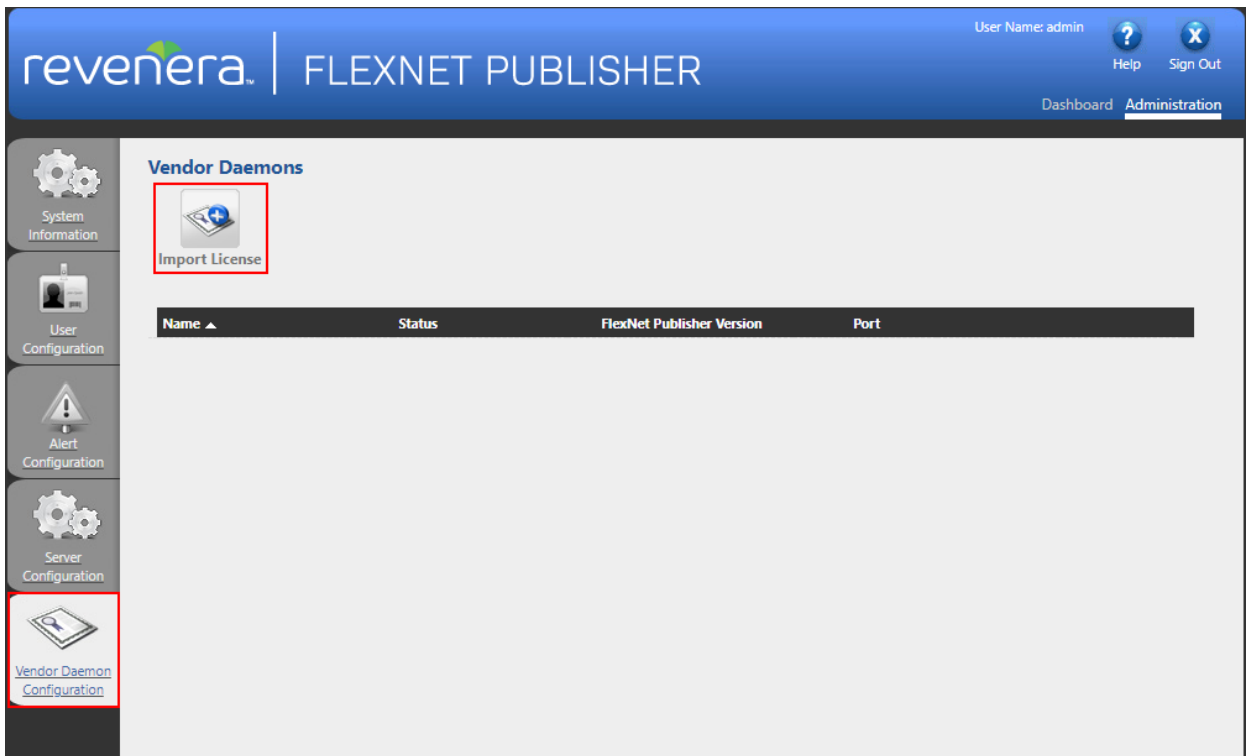 User Name: admin
?
X
Help
Sign Out
revenera™ | FLEXNET PUBLISHER
Dashboard
Administration
System
Information
User
Configuration
Alert
Configuration
Server
Configuration
Vendor Daemon
Configuration
Vendor Daemons
Import License
Name
Status
FlexNet Publisher Version
Port